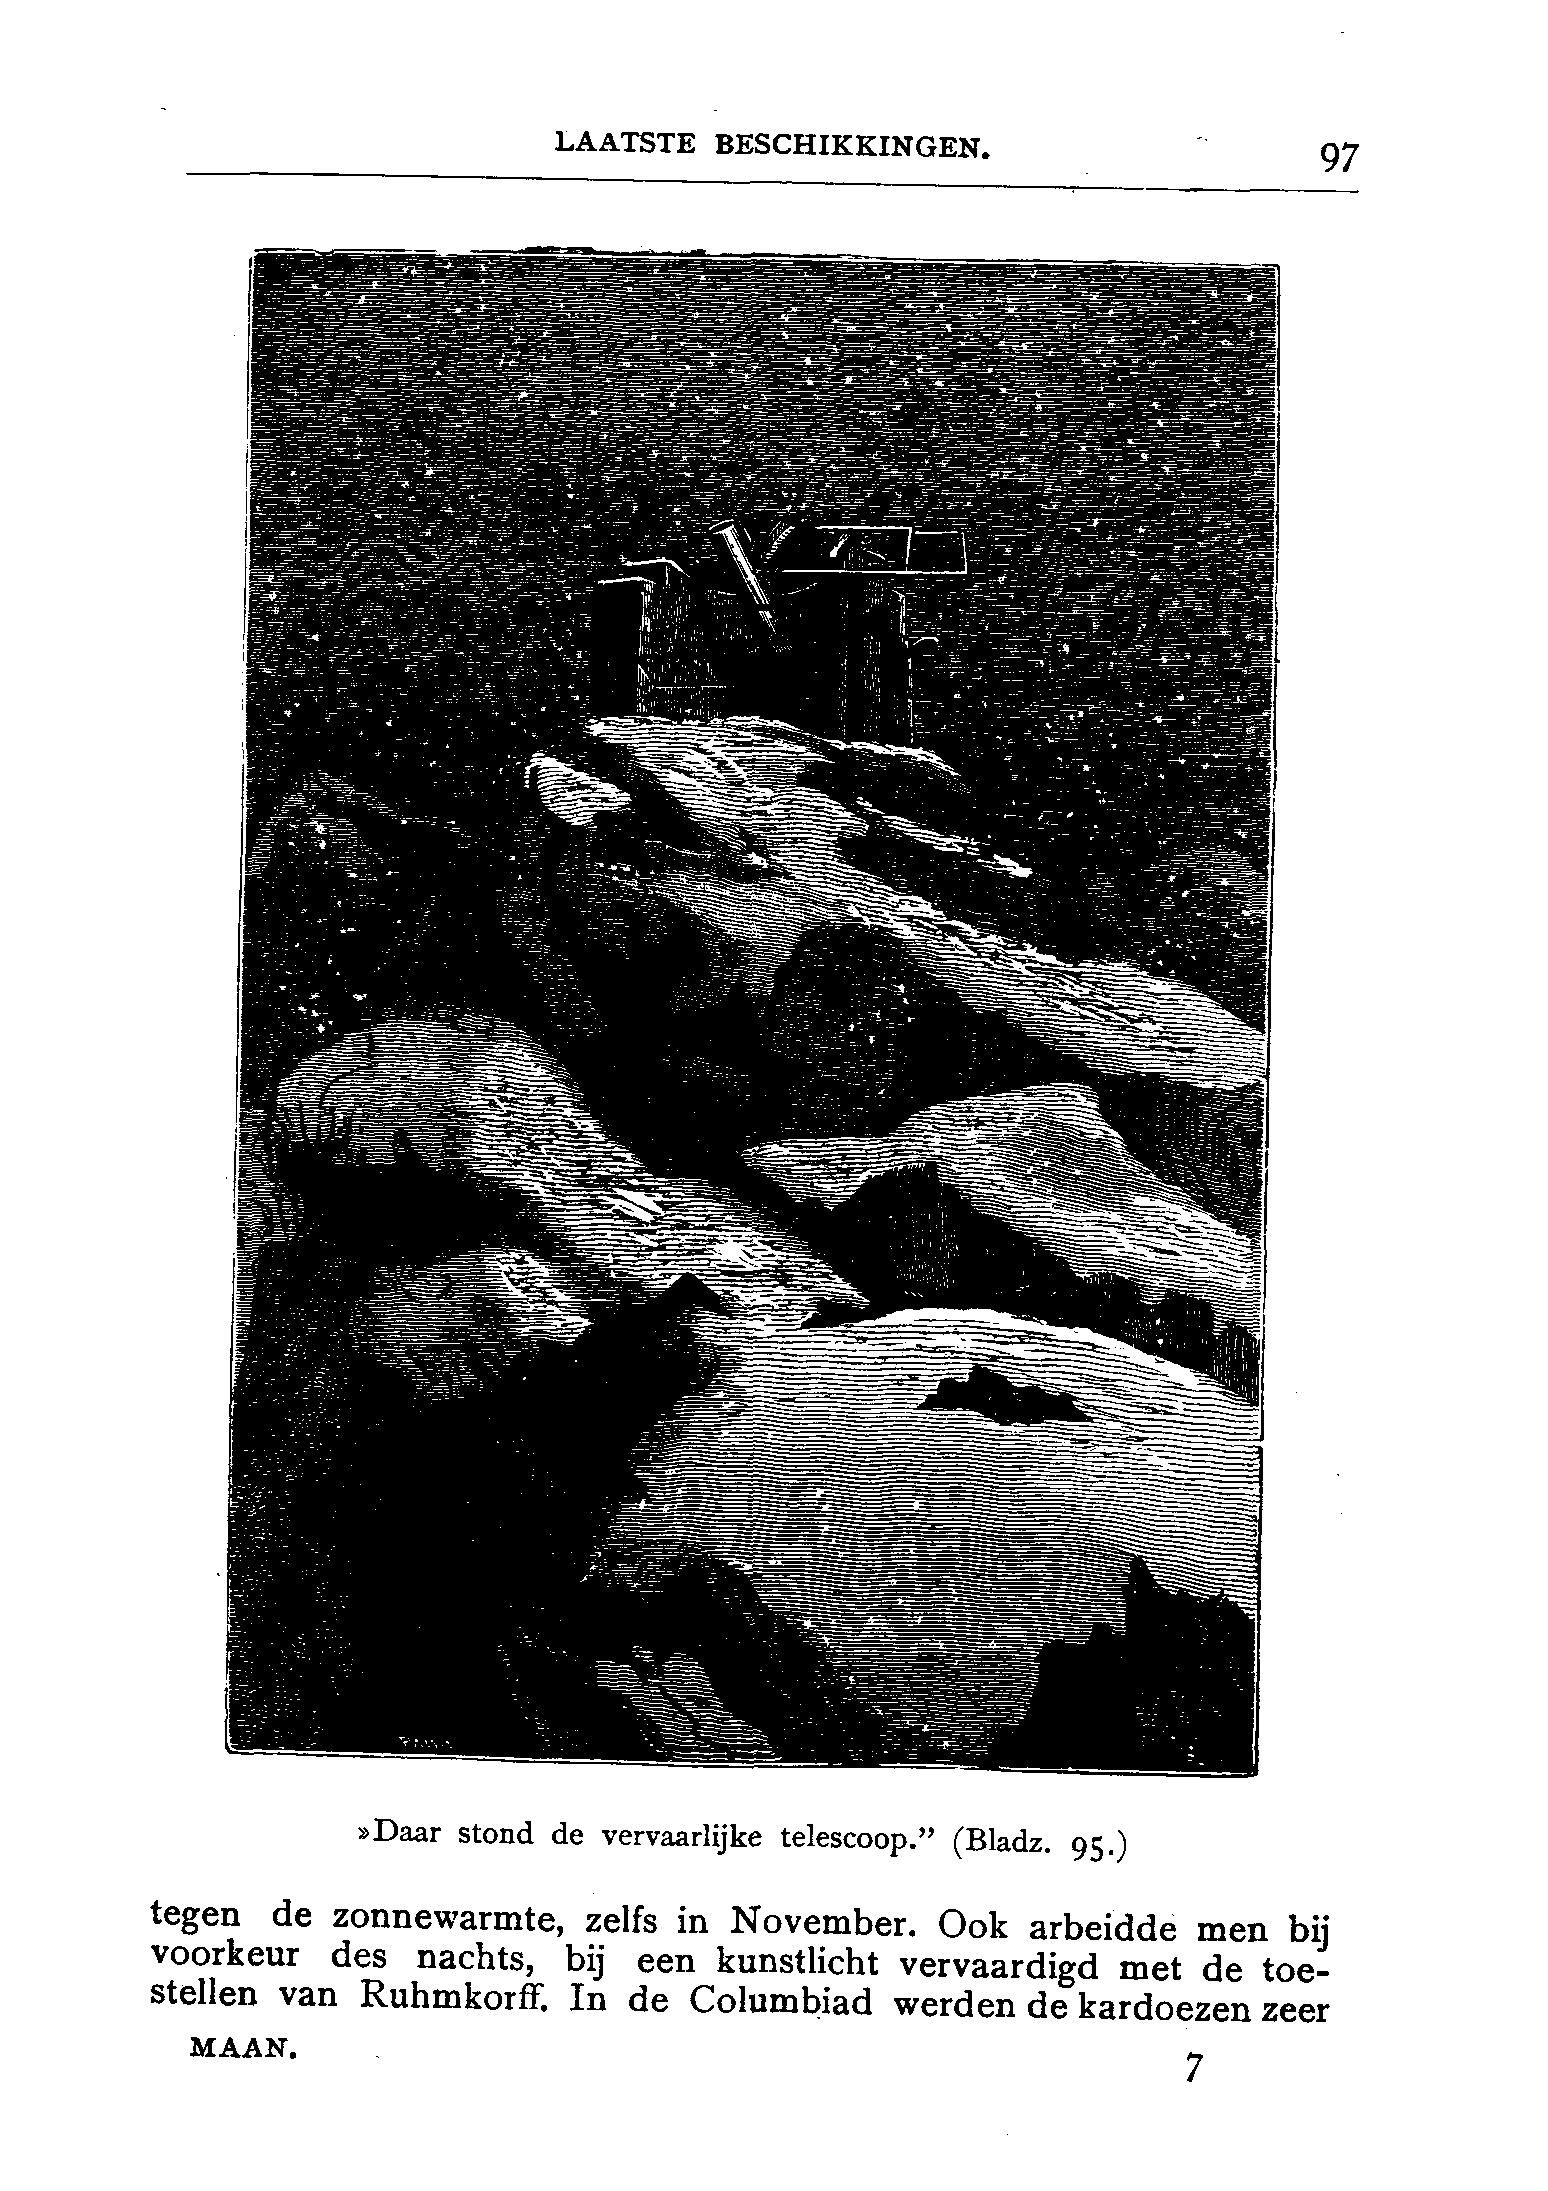 LAATSTE BESCHIKKINGEN. 97
»Daar stond de vervaarlijke telescoop.” (Bladz. 95.)
tegen de zonnewarmte, zelfs in November. Ook arbeidde men bij
voorkeur des nachts, bij een kunstlicht vervaardigd met de toe-
stellen van Ruhmkorff. In de Columbiad werden de kardoezen zeer
MAAN. 7